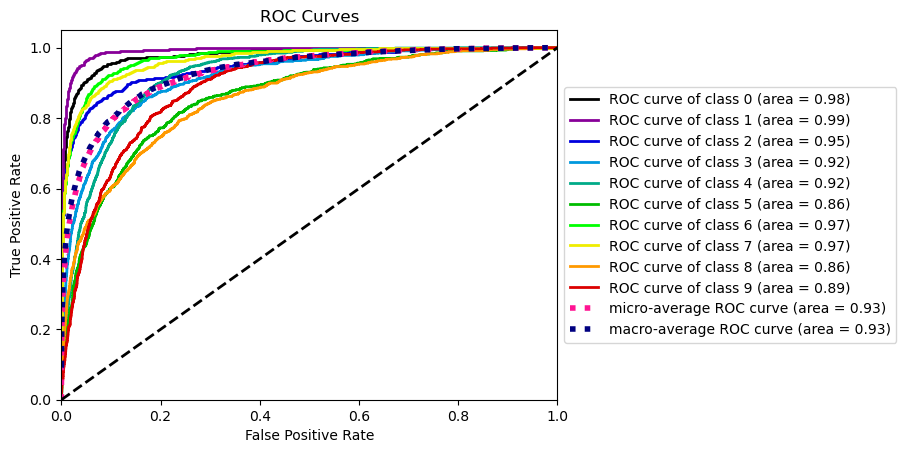 ROC Curves
True Positive Rate
1.0
0.8
0.6
0.4
0.2
0.0
0.0 0.2 0.4 0.6 0.8 1.0
False Positive Rate
ROC curve of class 0 (area = 0.98)
ROC curve of class 1 (area = 0.99)
ROC curve of class 2 (area = 0.95)
ROC curve of class 3 (area = 0.92)
ROC curve of class 4 (area = 0.92)
ROC curve of class 5 (area = 0.86)
ROC curve of class 6 (area = 0.97)
ROC curve of class 7 (area = 0.97)
ROC curve of class 8 (area = 0.86)
ROC curve of class 9 (area = 0.89)
micro-average ROC curve (area = 0.93)
macro-average ROC curve (area = 0.93)